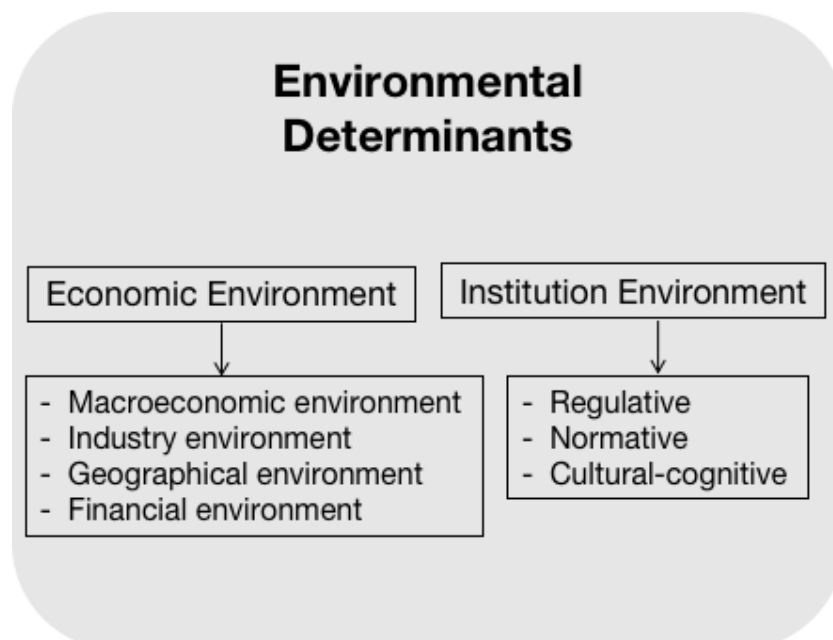 Environmental
Determinants
Economic Environment
Institution Environment
- Macroeconomic environment
- Industry environment
- Geographical environment
- Financial environment
- Regulative
- Normative
- Cultural-cognitive